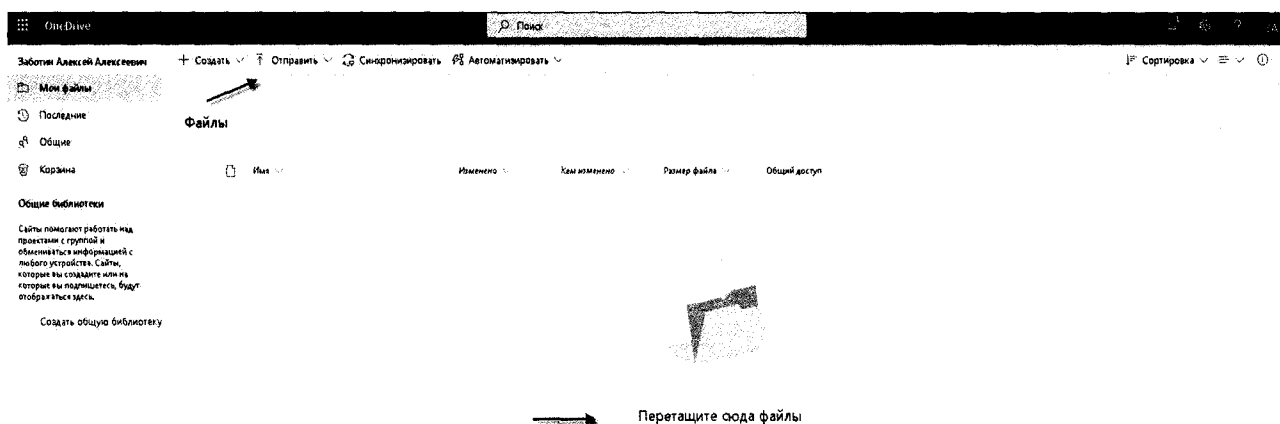 OneDrive
Поиск
?
Заботин Алексей Алексеевич
+ Создать
Отправить
Синхронизировать
Автоматизировать
Сортировка
Мои файлы
Последние
Файлы
Общие
Корзина
Имя
Изменено
Кем изменено
Размер файла
Общий доступ
Общие библиотеки
Сайты помогают работать над
проектами с группой и
обмениваться информацией с
любого устройства. Сайты,
которые вы создадите или на
которые вы подпишетесь, будут
отображаться здесь.
Создать общую библиотеку
Перетащите сюда файлы